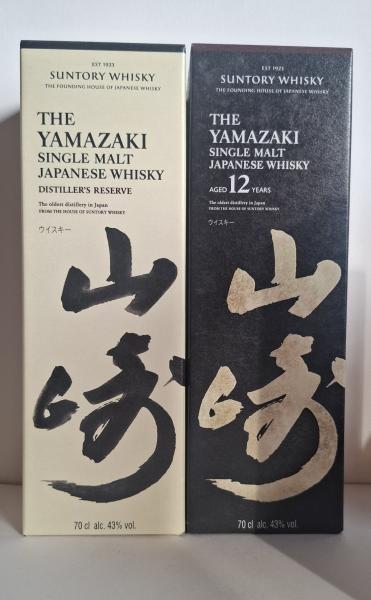 EST 1923
SUNTORY WHISKY
THE FOUNDING HOUSE OF JAPANESE WHISKY
THE
YAMAZAKI
SINGLE MALT
JAPANESE WHISKY
DISTILLER'S RESERVE
The oldest distillery in Japan
FROM THE HOUSE OF SUNTORY WHISKY
ウイスキー
山崎
70 cl alc. 43% vol.
EST 1923
SUNTORY WHISKY
THE FOUNDING HOUSE OF JAPANESE WHISKY
THE
YAMAZAKI
SINGLE MALT
JAPANESE WHISKY
AGED 12 YEARS
The oldest distillery in Japan
FROM THE HOUSE OF SUNTORY WHISKY
ウイスキー
山崎
70 cl alc. 43% vol.